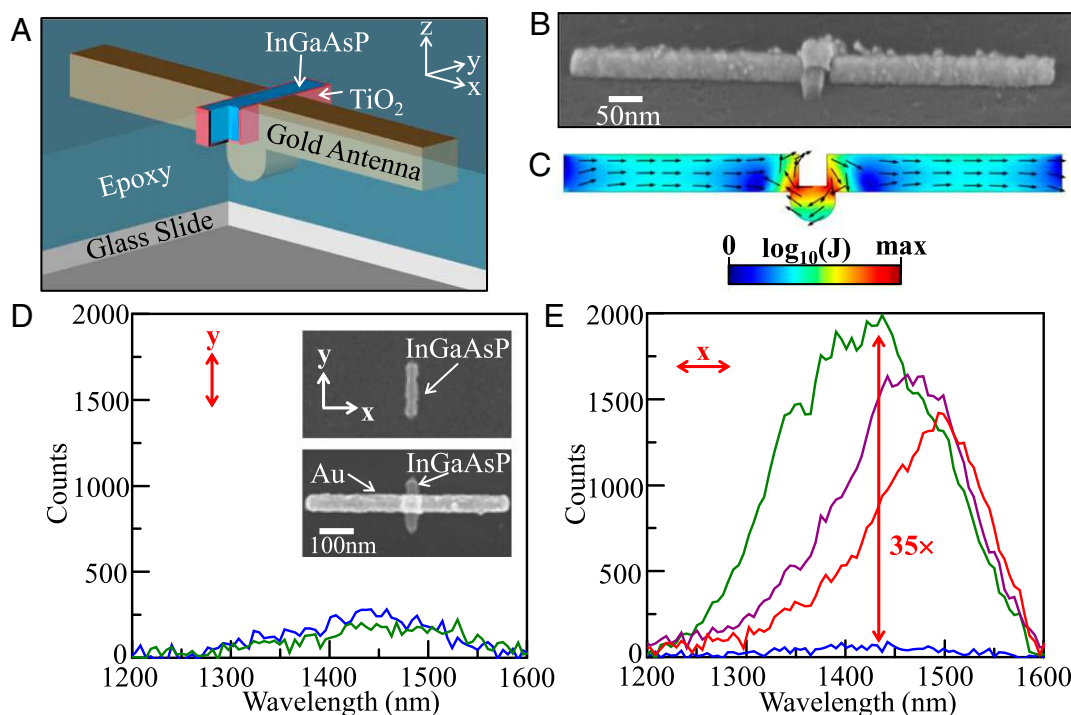 A
InGaAsP
TiO2
Gold Antenna
Epoxy
Glass Slide
z
y
x
B
50nm
C
0 log10(J) max
D
2000
1500
1000
500
0
Counts
y
y
x
InGaAsP
Au
InGaAsP
100nm
1200 1300 1400 1500 1600
Wavelength (nm)
E
2000
1500
1000
500
0
Counts
x
35×
1200 1300 1400 1500 1600
Wavelength (nm)